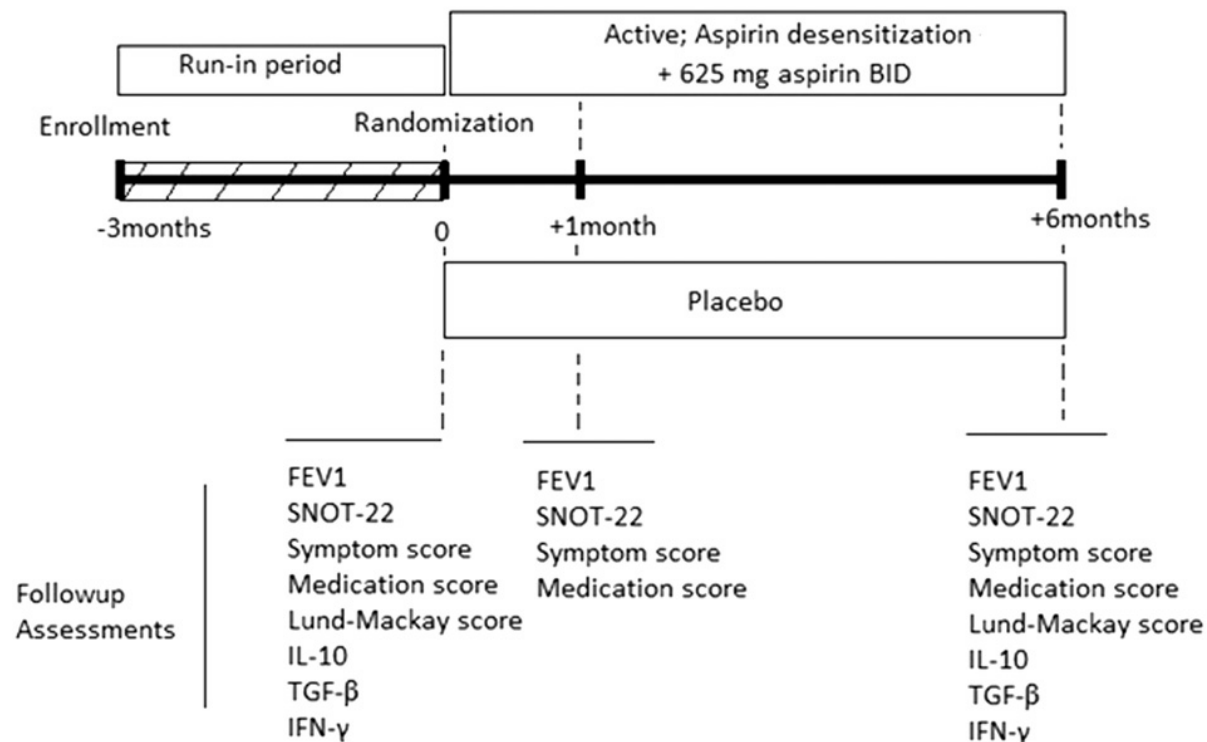 Active; Aspirin desensitization
+ 625 mg aspirin BID
Run-in period
Enrollment
Randomization
-3months
0
+1month
+6months
Placebo
Followup
Assessments
FEV1
SNOT-22
Symptom score
Medication score
Lund-Mackay score
IL-10
TGF-β
IFN-γ
FEV1
SNOT-22
Symptom score
Medication score
FEV1
SNOT-22
Symptom score
Medication score
Lund-Mackay score
IL-10
TGF-β
IFN-γ